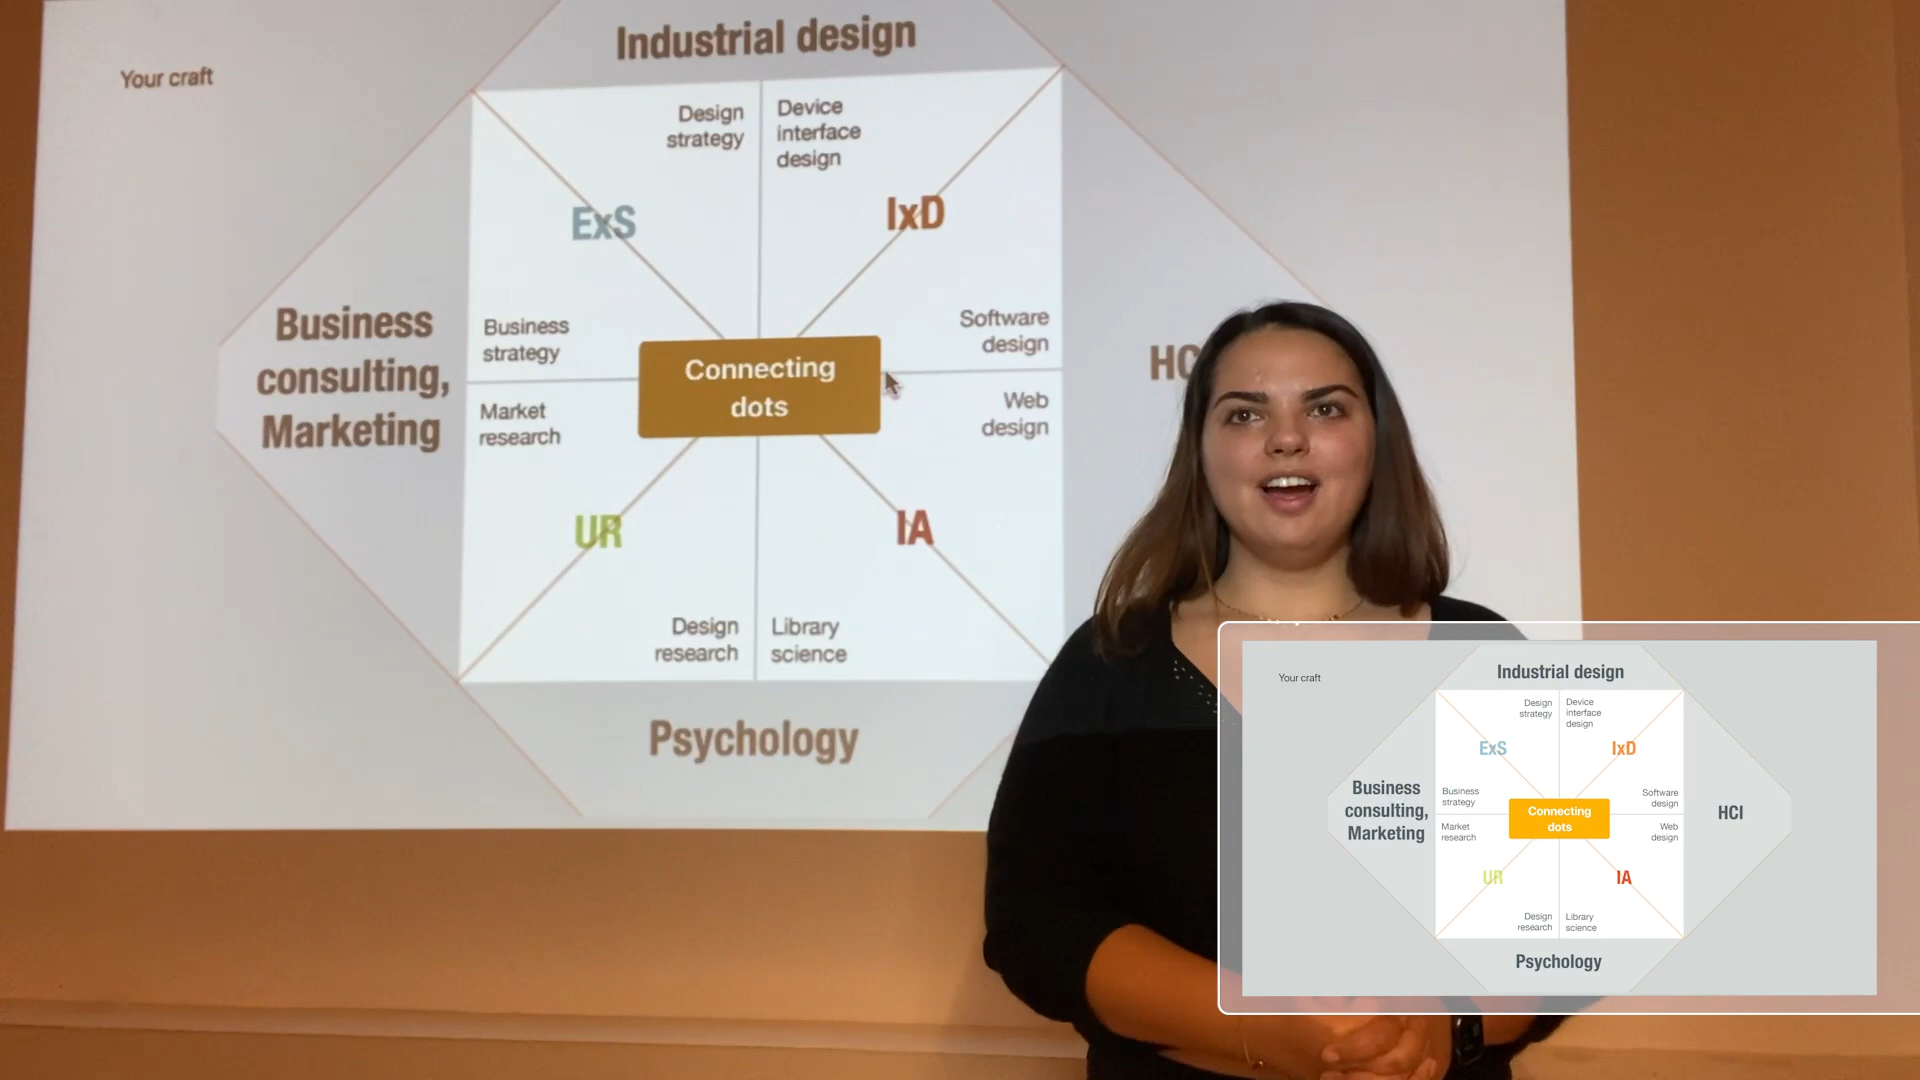 Industrial design
Your craft
Design
strategy
Device
interface
design
ExS
IxD
Business
consulting,
Marketing
Business
strategy
Software
design
HC
Connecting
dots
Market
research
Web
design
UR
IA
Design
research
Library
science
Psychology
Your craft
Industrial design
Design
strategy
Device
interface
design
ExS
IxD
Business
consulting,
Marketing
Business
strategy
Software
design
HCI
Connecting
dots
Market
research
Web
design
UR
IA
Design
research
Library
science
Psychology